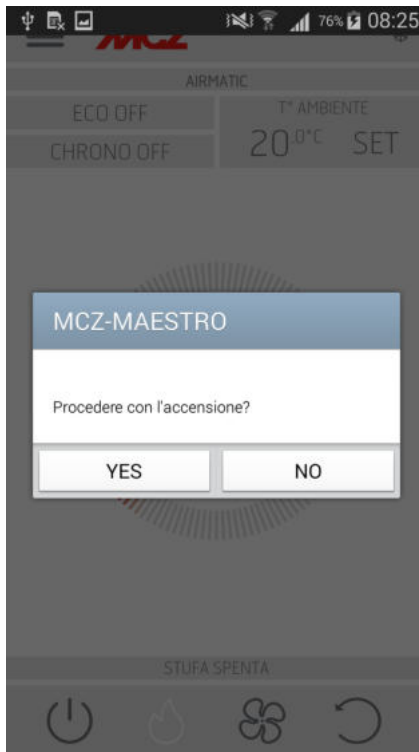 76% 08:25
MCZ
AIRMATIC
ECO OFF
T° AMBIENTE
CHRONO OFF
20.0°C SET
MCZ-MAESTRO
Procedere con l'accensione?
YES NO
STUFA SPENTA